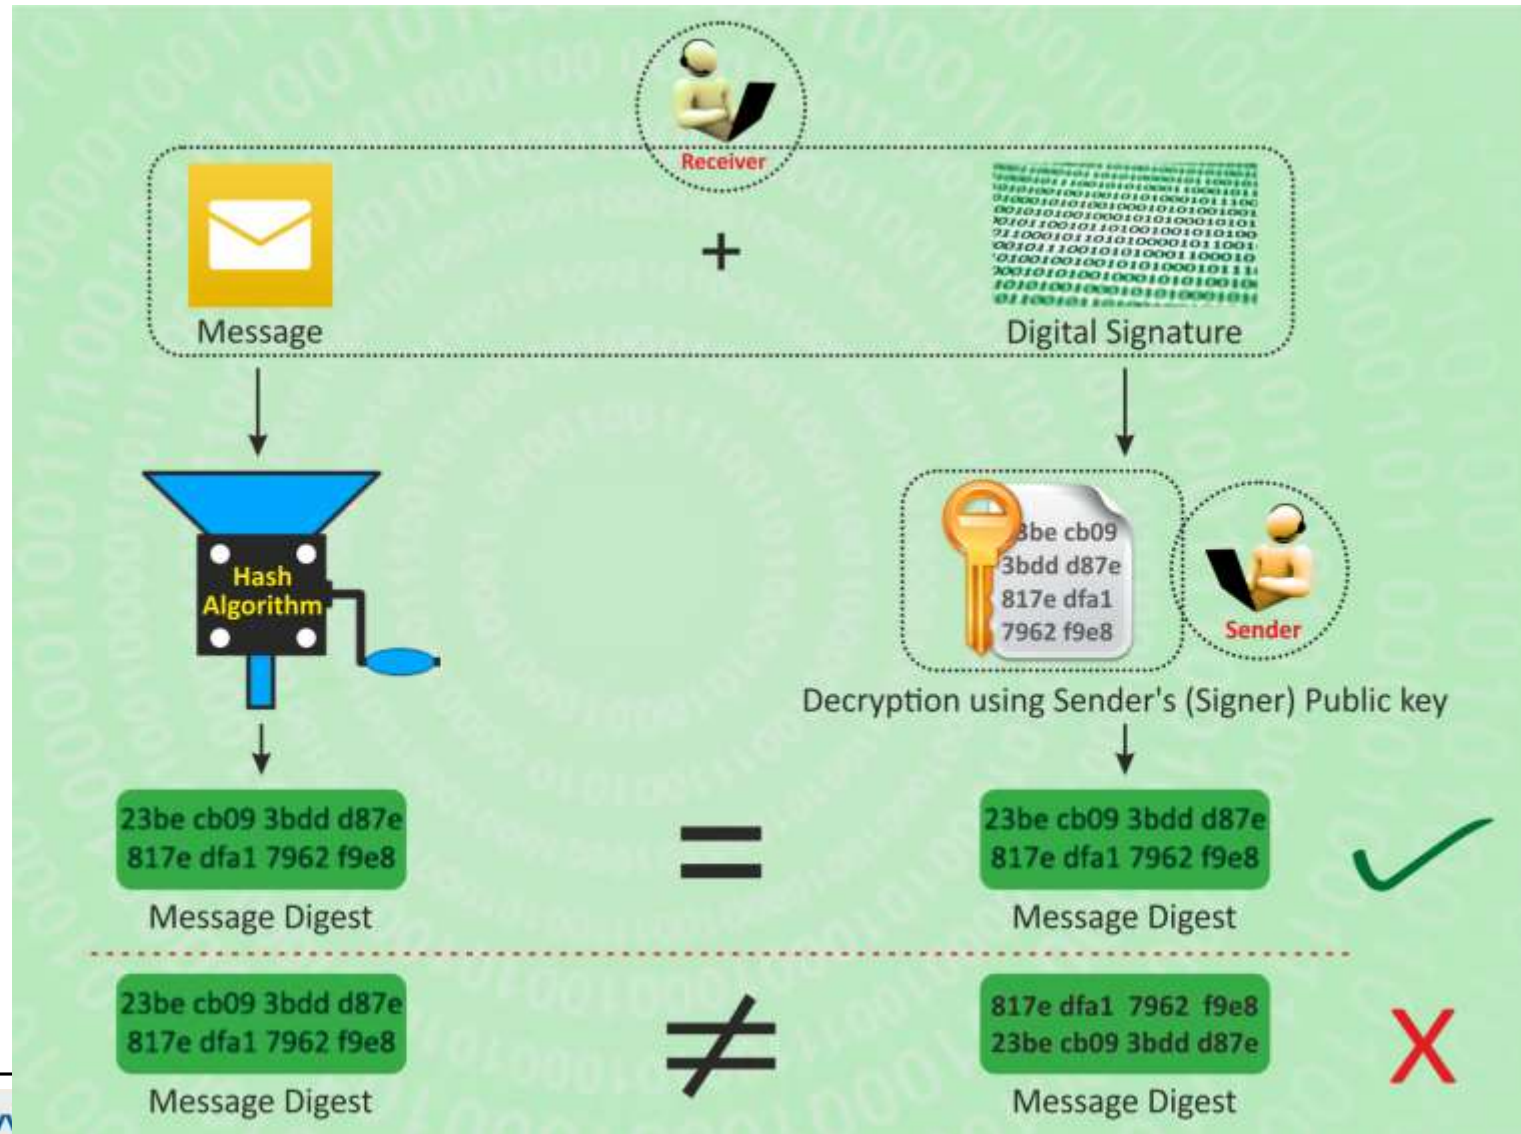 Receiver
+
Message
Digital Signature
Hash
Algorithm
3be cb09
3bdd d87e
817e dfa1
7962 f9e8
Sender
Decryption using Sender's (Signer) Public key
23be cb09 3bdd d87e
817e dfa1 7962 f9e8
Message Digest
=
23be cb09 3bdd d87e
817e dfa1 7962 f9e8
Message Digest
23be cb09 3bdd d87e
817e dfa1 7962 f9e8
Message Digest
≠
817e dfa1 7962 f9e8
23be cb09 3bdd d87e
Message Digest
X